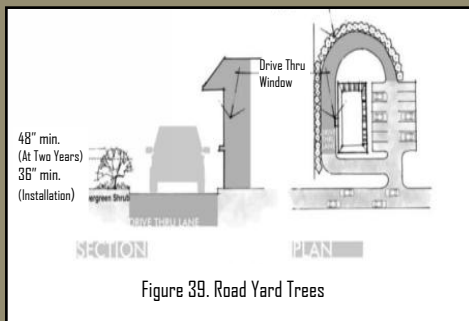 Drive Thru
Window
48" min.
(At Two Years)
36" min.
(Installation)
vergreen Shrub
DRIVE THRU LANE
SECTION
PLAN
Figure 39. Road Yard Trees